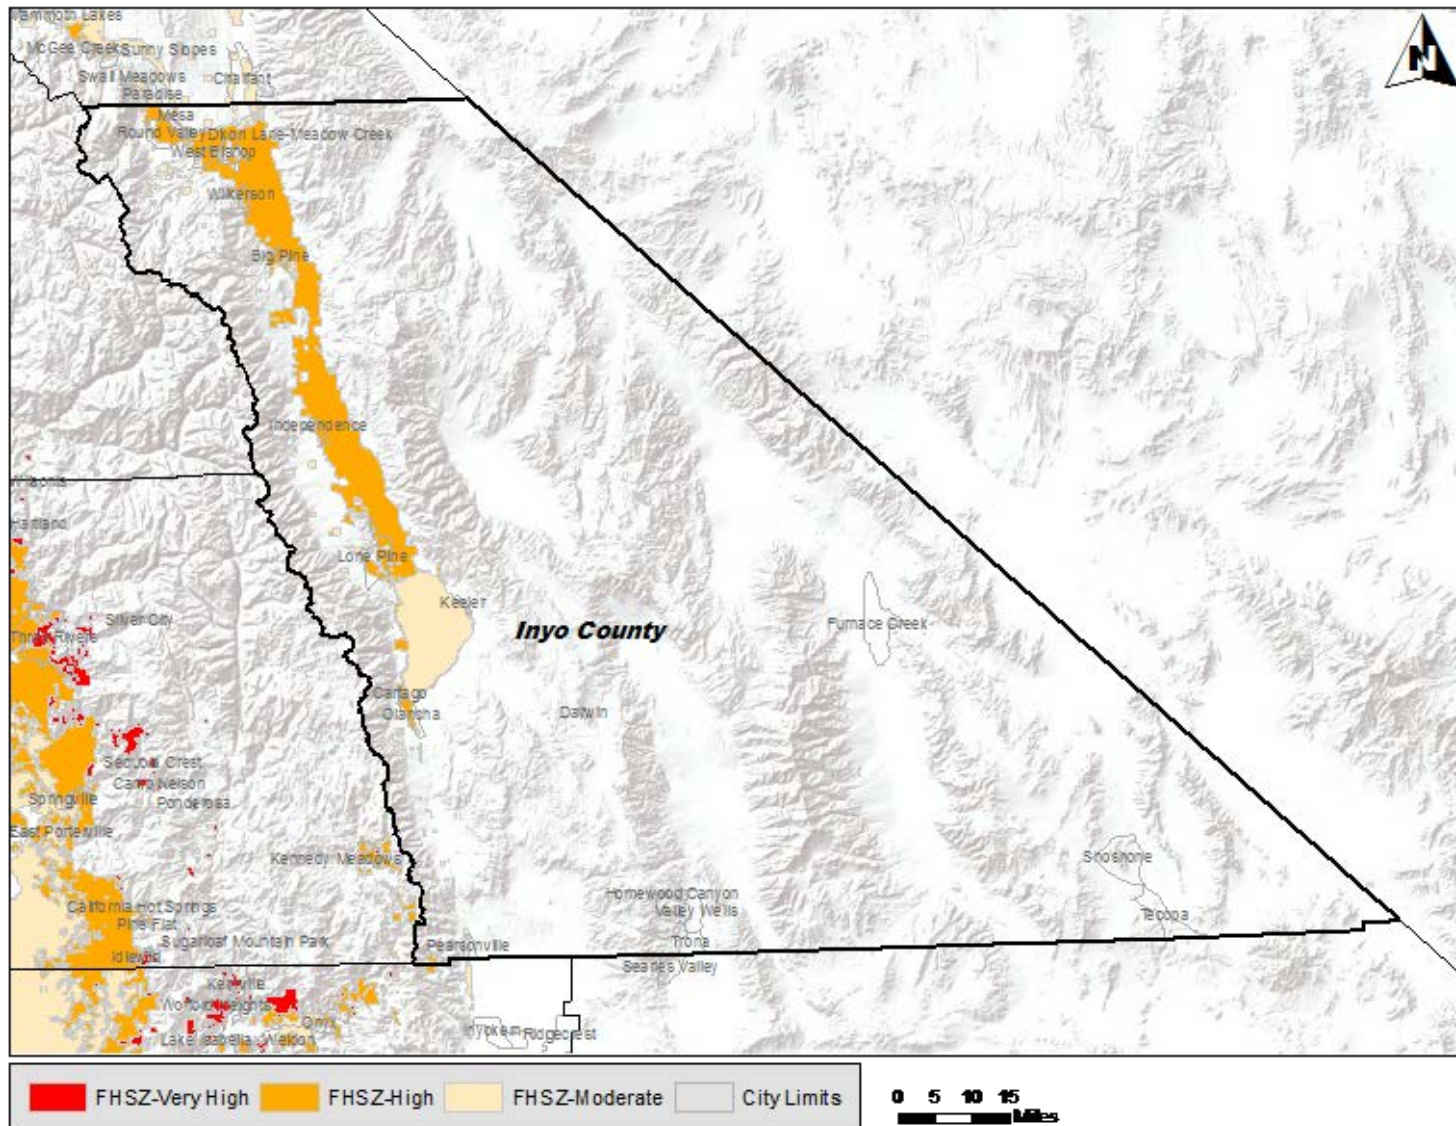 Mammoth Lakes
McGee Creek Sunny Slopes
Swall Meadows
Chalfant
Paradise
N
Mesa
Round Valley Dixon Lane-Meadow Creek
West Bishop
Wilkerson
Big Pine
Independence
Wilsonia
Hartland
Lone Pine
Keeler
Silver City
Three Rivers
Inyo County
Furnace Creek
Cartago
Olancha
Darwin
Sequoia Crest
Camp Nelson
Ponderosa
Springville
East Porterville
Kennedy Meadows
Shoshone
Homewood Canyon
Valley Wells
Tecopa
California Hot Springs
Pine Flat
Sugarloaf Mountain Park
Idlewild
Pearsonville
Trona
Searles Valley
Kernville
Wofford Heights
Onyx
Lake Isabella Weldon
Inyokern Ridgecrest
FHSZ-Very High FHSZ-High FHSZ-Moderate City Limits
0 5 10 15
Miles